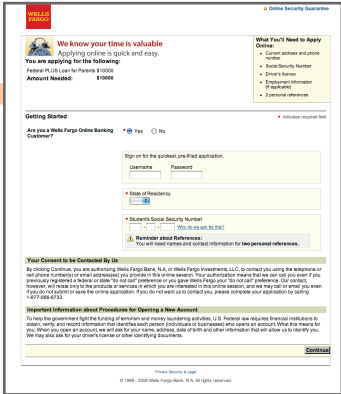 WELLS
FARGO
Online Security Guarantee
We know your time is valuable
Applying online is quick and easy.
You are applying for the following:
Federal PLUS Loan for Parents $10000
Amount Needed: $10000
What You'll Need to Apply
Online:
Current address and phone
number
Social Security Number
Driver's license
Employment information
(if applicable)
2 personal references
Getting Started
* indicates required field
Are you a Wells Fargo Online Banking
Customer?
* Yes No
Sign on for the quickest, pre-filled application.
Username Password
* State of Residency
* Student's Social Security Number
- - Why do we ask for this?
Reminder about References:
You will need names and contact information for two personal references.
Your Consent to be Contacted By Us
By clicking Continue, you are authorizing Wells Fargo Bank, N.A. or Wells Fargo Investments, LLC, to contact you using the telephone or
cell phone number(s) or email address(es) you provide in this online session. Your authorization means that we can call you even if you
previously registered a federal or state "do not call" preference or you gave Wells Fargo your "do not call" preference. Our contact,
however, will relate only to the products or services in which you are interested in this online session, and we may call or email you even
if you do not submit or save the online application. If you do not want us to contact you, please complete your application by calling
1-877-586-6733.
Important Information about Procedures for Opening a New Account
To help the government fight the funding of terrorism and money laundering activities, U.S. Federal law requires financial institutions to
obtain, verify, and record information that identifies each person (individuals or businesses) who opens an account. What this means for
you: When you open an account, we will ask for your name, address, date of birth and other information that will allow us to identify you.
We may also ask for your driver's license or other identifying documents.
Continue
Privacy Security & Legal
© 1999 - 2009 Wells Fargo Bank, N.A. All rights reserved.